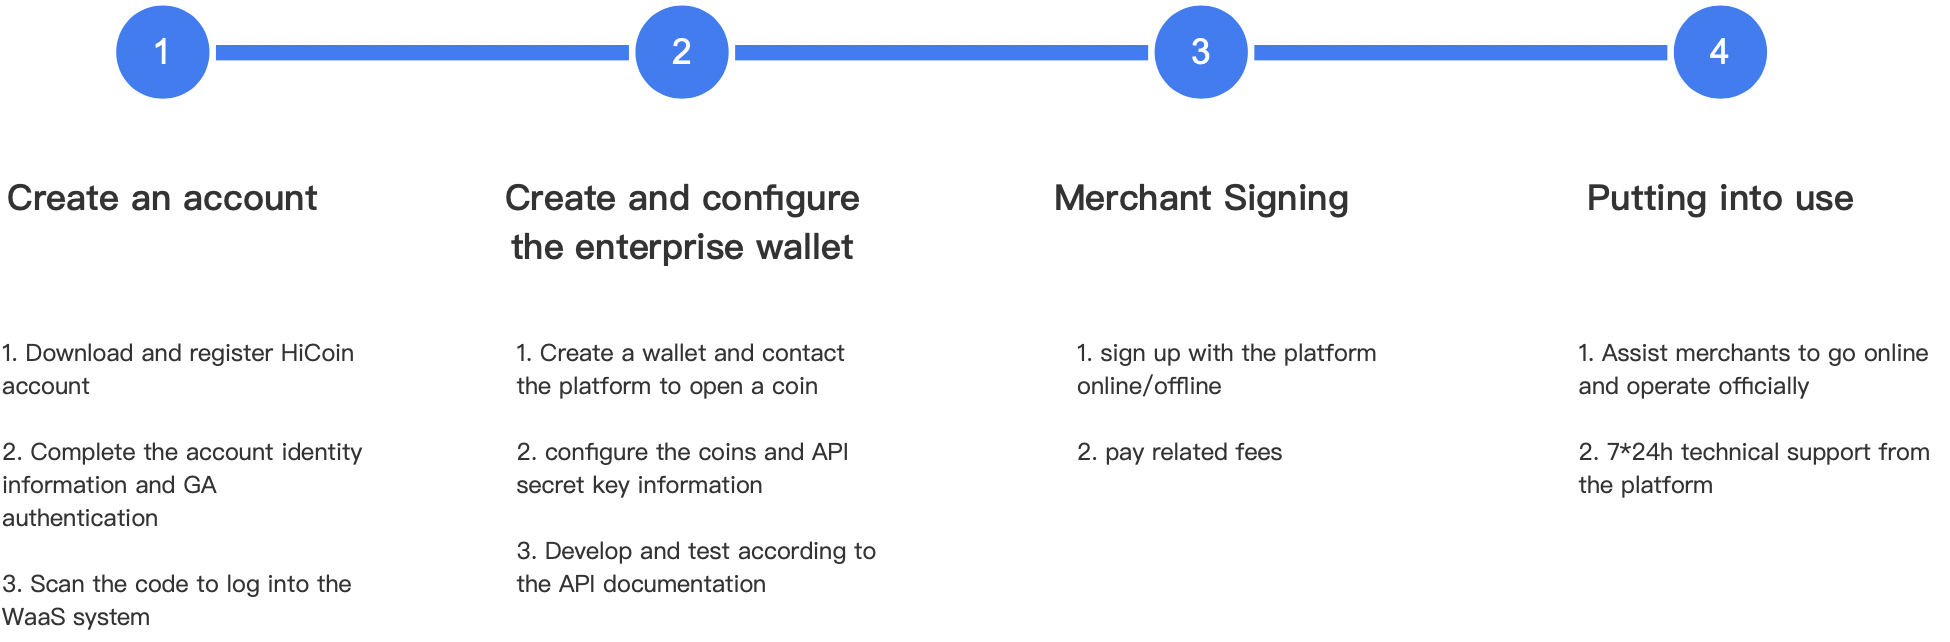 1
2
3
4
Create an account
1. Download and register HiCoin
account
2. Complete the account identity
information and GA
authentication
3. Scan the code to log into the
WaaS system
Create and configure
the enterprise wallet
1. Create a wallet and contact
the platform to open a coin
2. configure the coins and API
secret key information
3. Develop and test according to
the API documentation
Merchant Signing
1. sign up with the platform
online/offline
2. pay related fees
Putting into use
1. Assist merchants to go online
and operate officially
2. 7*24h technical support from
the platform